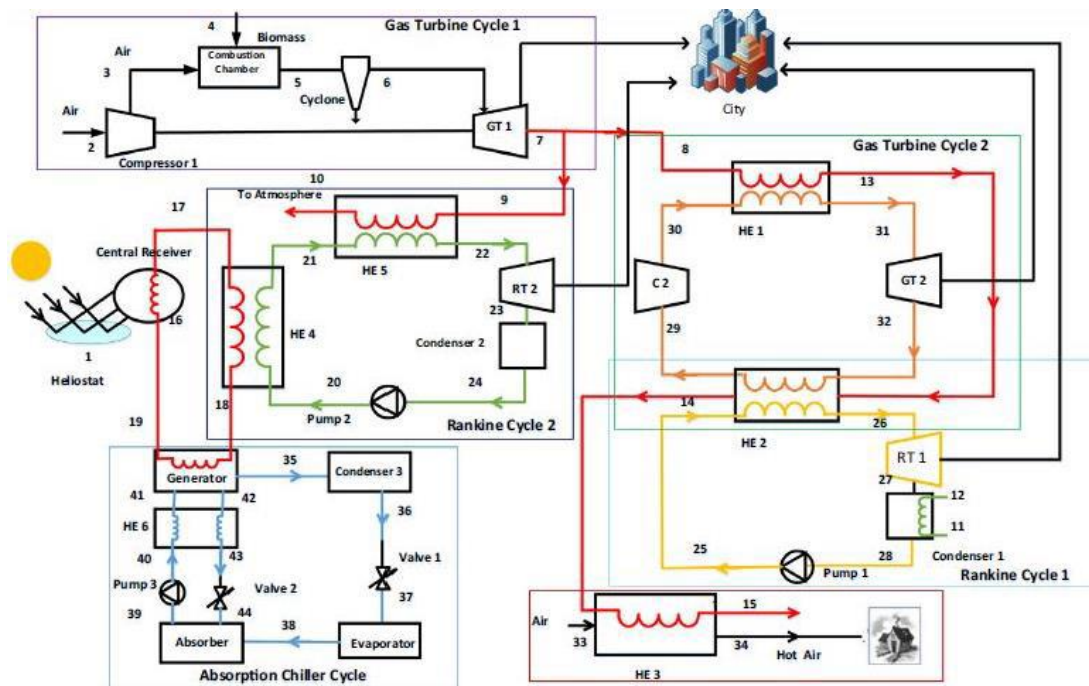 Gas Turbine Cycle 1
4
Biomass
Air
Combustion
Chamber
3
5
6
Cyclone
Air
2
Compressor 1
GT 1
7
City
8
Gas Turbine Cycle 2
13
HE 1
30
31
C 2
GT 2
29
32
14
26
HE 2
RT 1
27
12
11
25
28
Condenser 1
Pump 1
Rankine Cycle 1
10
To Atmosphere
9
17
21
22
HE 5
Central Receiver
RT 2
16
23
HE 4
Condenser 2
1
Heliostat
20
24
18
Pump 2
Rankine Cycle 2
19
35
Generator
Condenser 3
41
42
36
HE 6
40
43
Valve 1
Pump 3
Valve 2
37
39
44
38
Absorber
Evaporator
Absorption Chiller Cycle
Air
15
33
34
Hot Air
HE 3